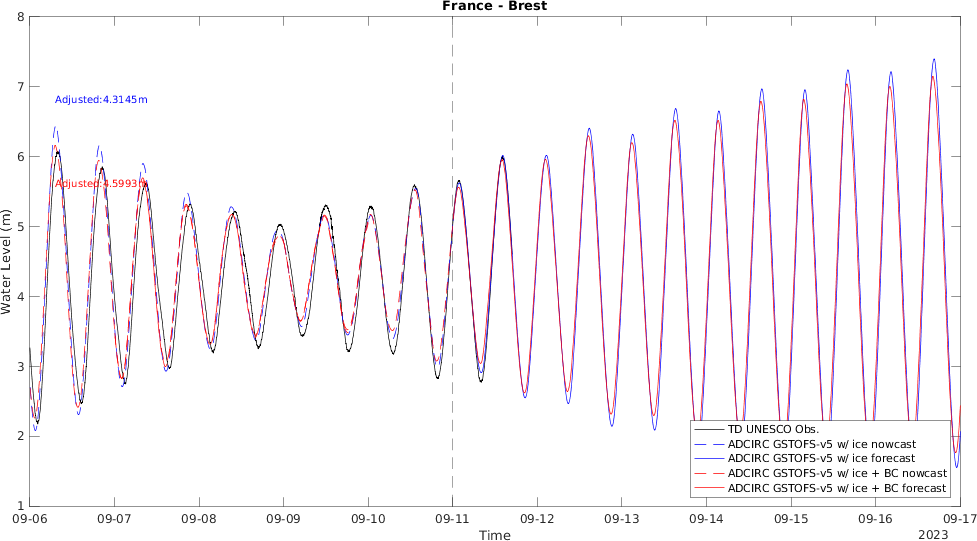 France - Brest
8
7
6
5
4
3
2
1
Water Level (m)
Adjusted:4.3145m
Adjusted:4.5993
TD UNESCO Obs.
ADCIRC GSTOFS-v5 w/ ice nowcast
ADCIRC GSTOFS-v5 w/ ice forecast
ADCIRC GSTOFS-v5 w/ ice + BC nowcast
ADCIRC GSTOFS-v5 w/ ice + BC forecast
09-06 09-07 09-08 09-09 09-10 09-11 09-12 09-13 09-14 09-15 09-16 09-17
Time
2023